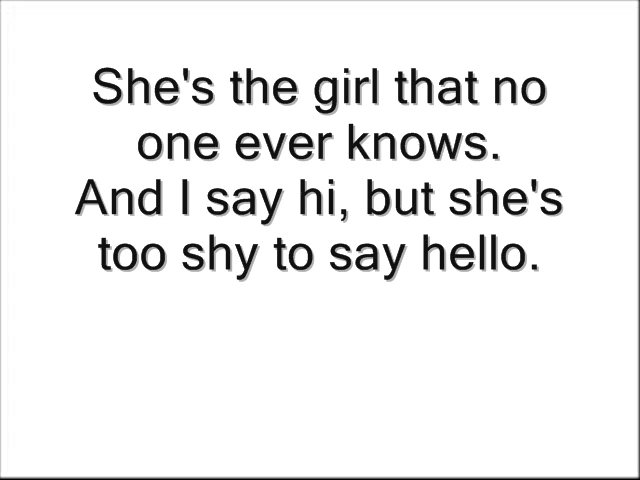 She's the girl that no
one ever knows.
And I say hi, but she's
too shy to say hello.